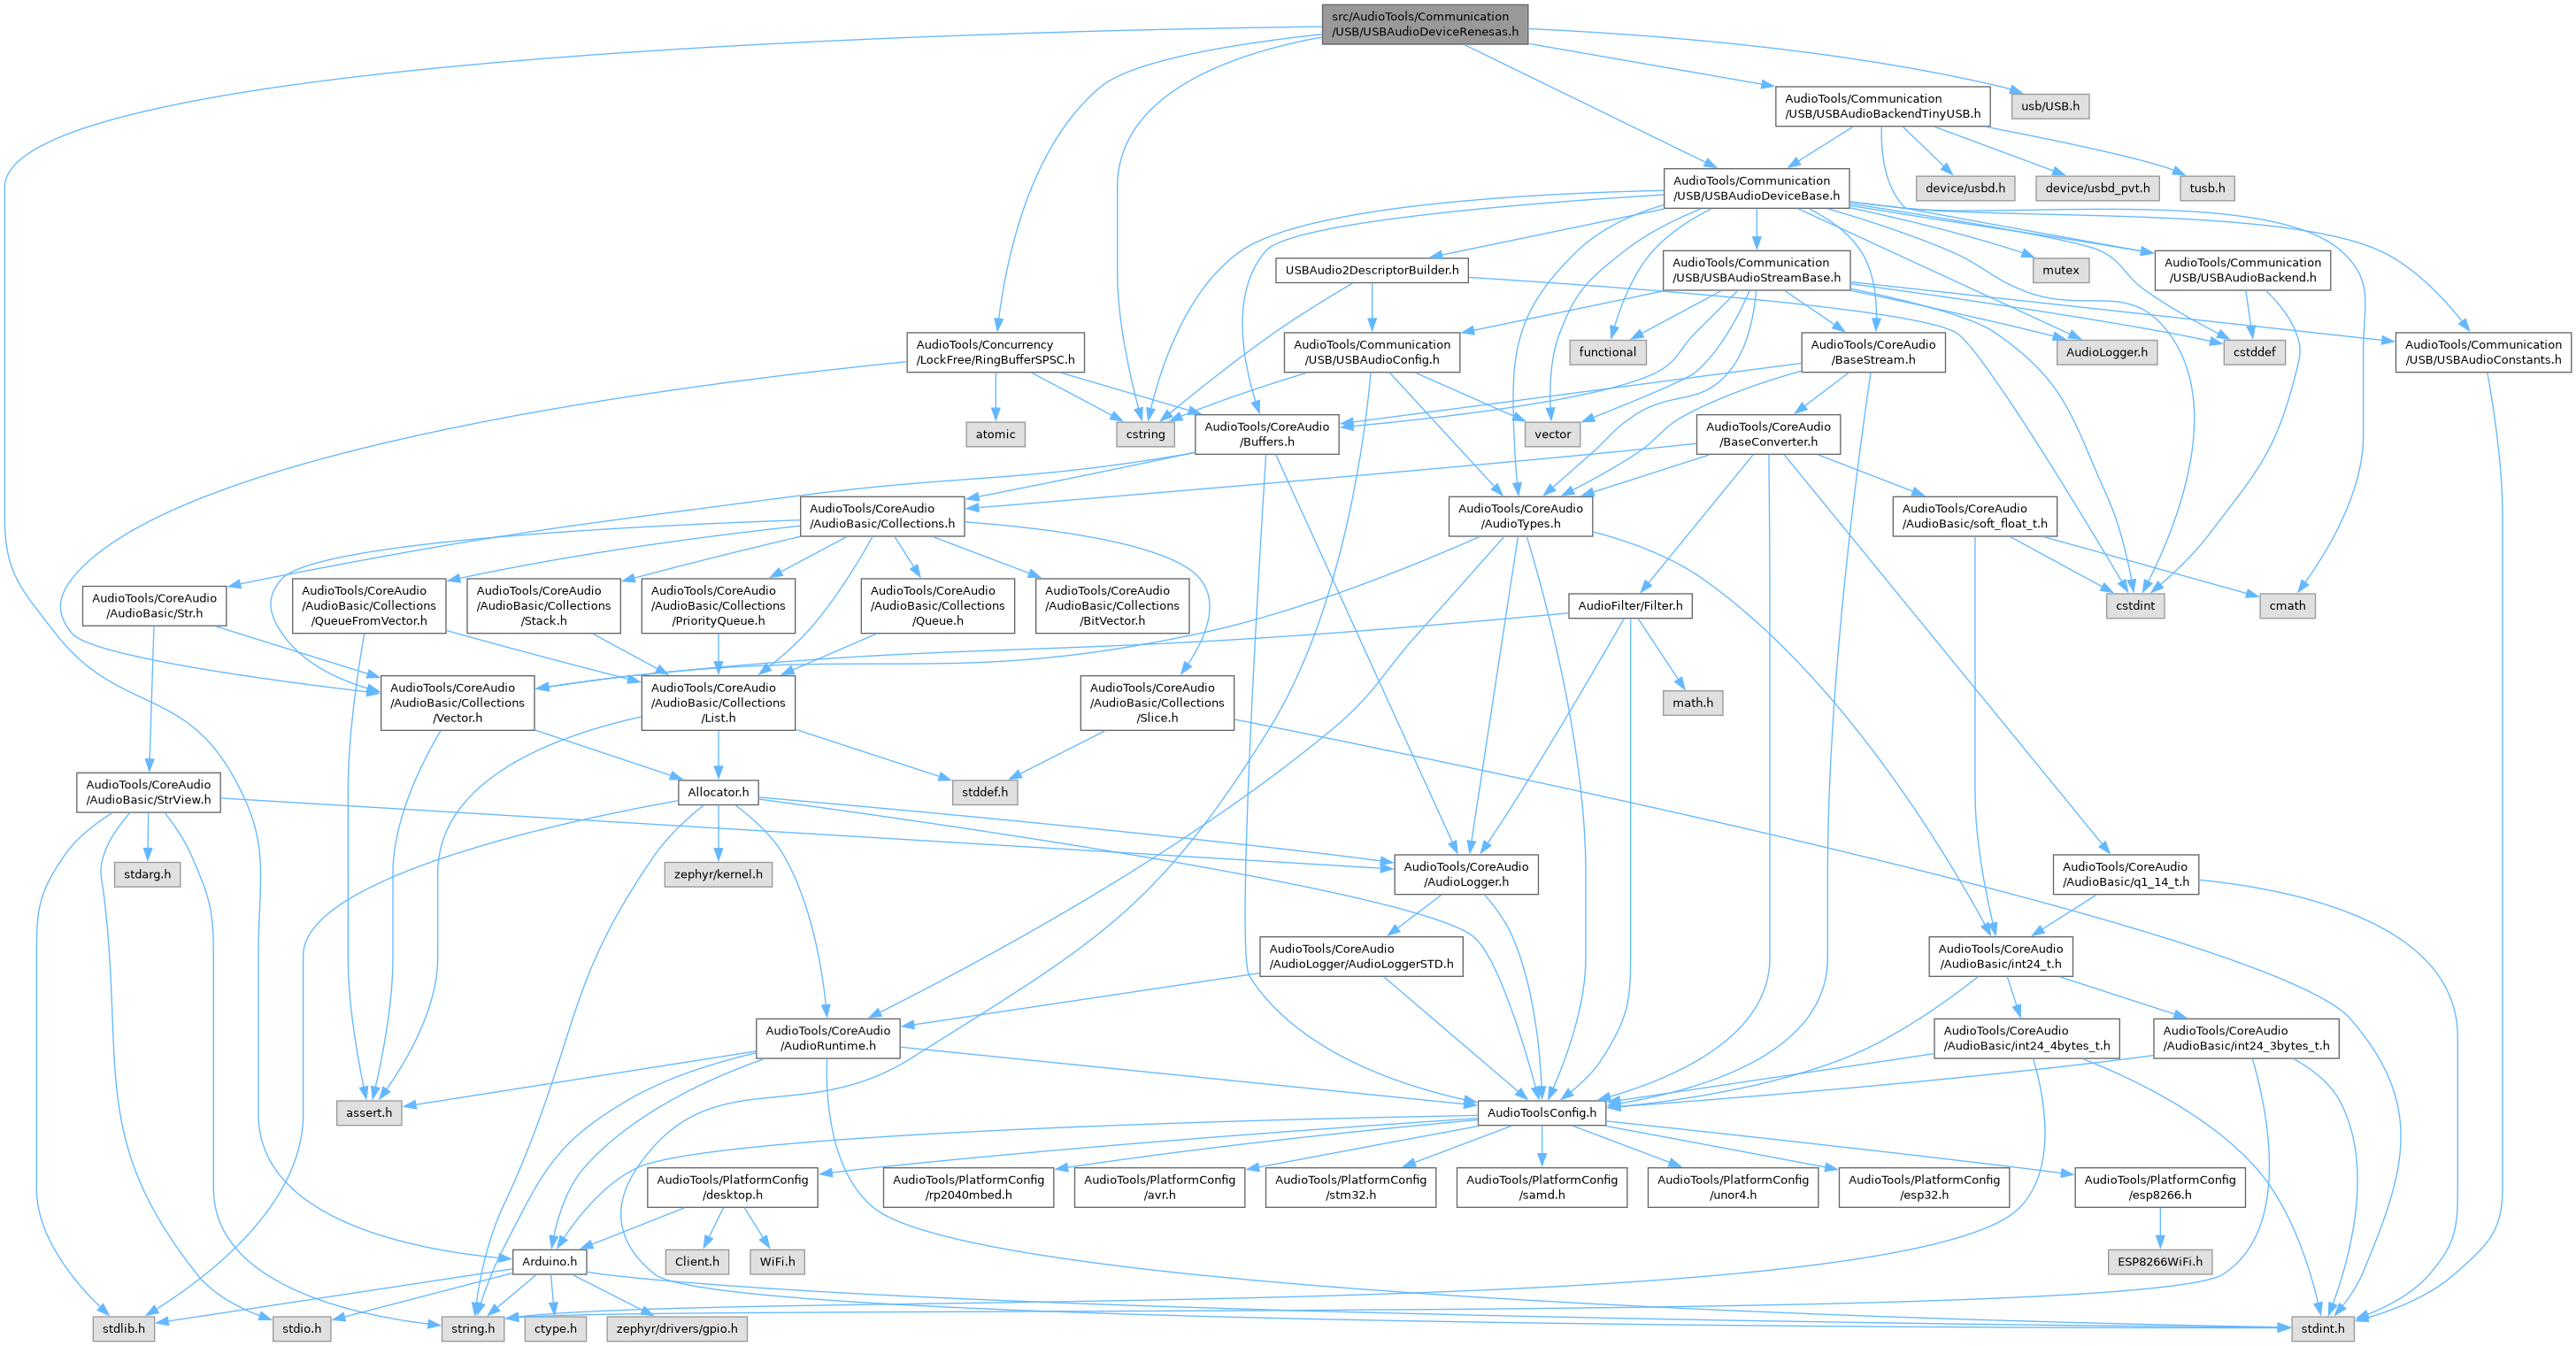 src/AudioTools/Communication
/USB/USBAudioDeviceRenesas.h
AudioTools/Communication
/USB/USBAudioBackendTinyUSB.h
usb/USB.h
AudioTools/Communication
/USB/USBAudioDeviceBase.h
device/usbd.h
device/usbd_pvt.h
tusb.h
USBAudio2DescriptorBuilder.h
AudioTools/Communication
/USB/USBAudioStreamBase.h
mutex
AudioTools/Communication
/USB/USBAudioBackend.h
AudioTools/Concurrency
/LockFree/RingBufferSPSC.h
AudioTools/Communication
/USB/USBAudioConfig.h
functional
AudioTools/CoreAudio
/BaseStream.h
AudioLogger.h
cstddef
AudioTools/Communication
/USB/USBAudioConstants.h
atomic
cstring
AudioTools/CoreAudio
/Buffers.h
vector
AudioTools/CoreAudio
/BaseConverter.h
AudioTools/CoreAudio
/AudioBasic/Collections.h
AudioTools/CoreAudio
/AudioTypes.h
AudioTools/CoreAudio
/AudioBasic/soft_float_t.h
AudioTools/CoreAudio
/AudioBasic/Str.h
AudioTools/CoreAudio
/AudioBasic/Collections
/QueueFromVector.h
AudioTools/CoreAudio
/AudioBasic/Collections
/Stack.h
AudioTools/CoreAudio
/AudioBasic/Collections
/PriorityQueue.h
AudioTools/CoreAudio
/AudioBasic/Collections
/Queue.h
AudioTools/CoreAudio
/AudioBasic/Collections
/BitVector.h
AudioFilter/Filter.h
cstdint
cmath
AudioTools/CoreAudio
/AudioBasic/Collections
/Vector.h
AudioTools/CoreAudio
/AudioBasic/Collections
/List.h
AudioTools/CoreAudio
/AudioBasic/Collections
/Slice.h
math.h
AudioTools/CoreAudio
/AudioBasic/StrView.h
Allocator.h
stddef.h
stdarg.h
zephyr/kernel.h
AudioTools/CoreAudio
/AudioLogger.h
AudioTools/CoreAudio
/AudioBasic/q1_14_t.h
AudioTools/CoreAudio
/AudioLogger/AudioLoggerSTD.h
AudioTools/CoreAudio
/AudioBasic/int24_t.h
AudioTools/CoreAudio
/AudioRuntime.h
AudioTools/CoreAudio
/AudioBasic/int24_4bytes_t.h
AudioTools/CoreAudio
/AudioBasic/int24_3bytes_t.h
assert.h
AudioToolsConfig.h
AudioTools/PlatformConfig
/desktop.h
AudioTools/PlatformConfig
/rp2040mbed.h
AudioTools/PlatformConfig
/avr.h
AudioTools/PlatformConfig
/stm32.h
AudioTools/PlatformConfig
/samd.h
AudioTools/PlatformConfig
/unor4.h
AudioTools/PlatformConfig
/esp32.h
AudioTools/PlatformConfig
/esp8266.h
Arduino.h
Client.h
WiFi.h
ESP8266WiFi.h
stdlib.h
stdio.h
string.h
ctype.h
zephyr/drivers/gpio.h
stdint.h